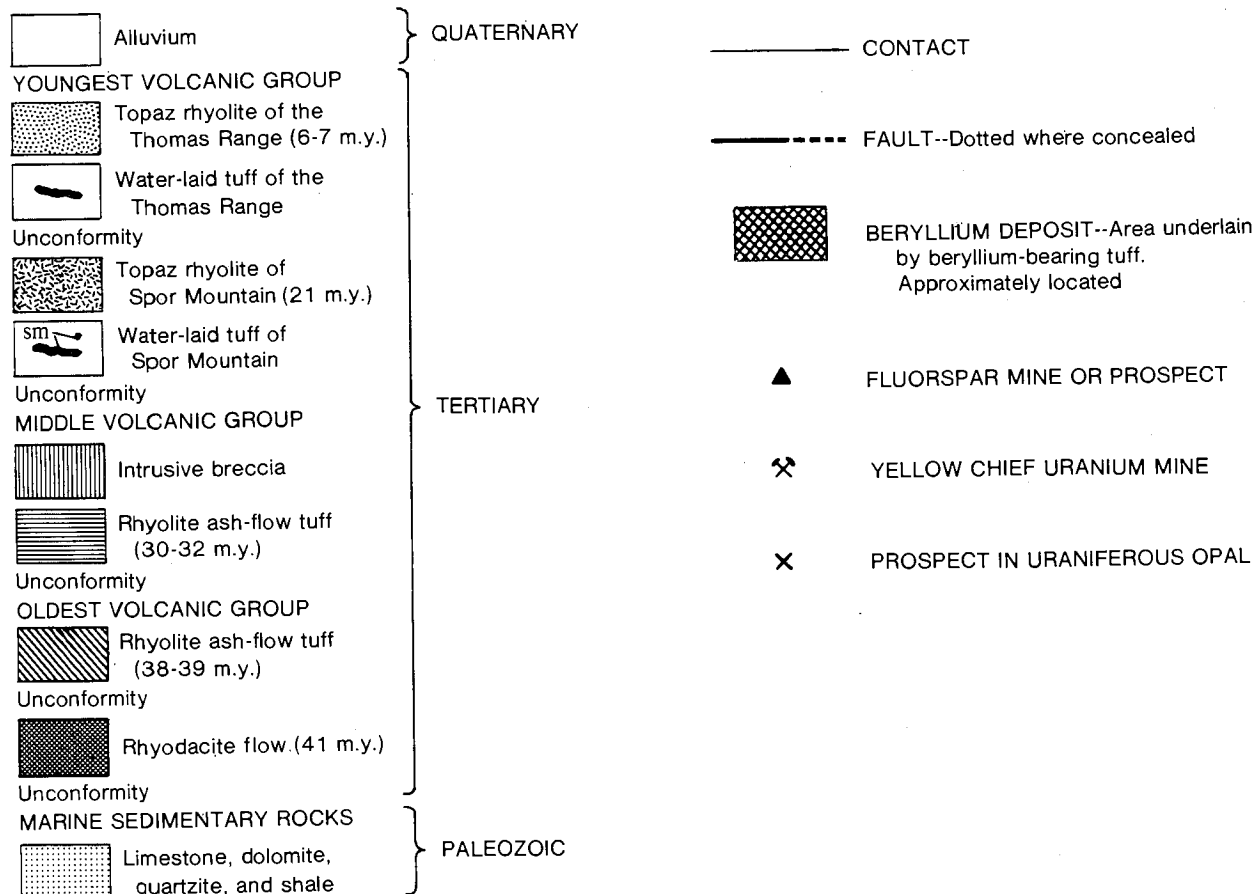 Alluvium
QUATERNARY
YOUNGEST VOLCANIC GROUP
Topaz rhyolite of the
Thomas Range (6-7 m.y.)
Water-laid tuff of the
Thomas Range
Unconformity
Topaz rhyolite of
Spor Mountain (21 m.y.)
sm
Water-laid tuff of
Spor Mountain
Unconformity
MIDDLE VOLCANIC GROUP
Intrusive breccia
Rhyolite ash-flow tuff
(30-32 m.y.)
Unconformity
OLDEST VOLCANIC GROUP
Rhyolite ash-flow tuff
(38-39 m.y.)
Unconformity
Rhyodacite flow (41 m.y.)
Unconformity
TERTIARY
MARINE SEDIMENTARY ROCKS
Limestone, dolomite,
quartzite, and shale
PALEOZOIC
CONTACT
FAULT--Dotted where concealed
BERYLLIUM DEPOSIT--Area underlain
by beryllium-bearing tuff.
Approximately located
FLUORSPAR MINE OR PROSPECT
YELLOW CHIEF URANIUM MINE
PROSPECT IN URANIFEROUS OPAL